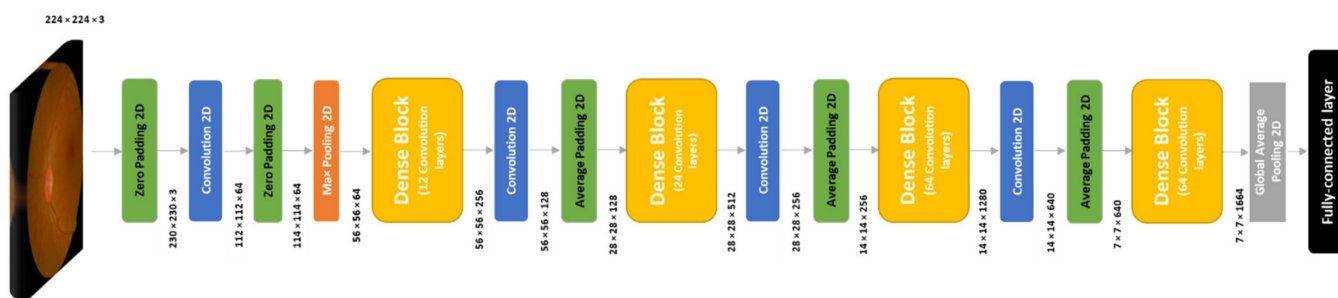 224 × 224 × 3
Zero Padding 2D
230 × 230 × 3
Convolution 2D
112 × 112 × 64
Zero Padding 2D
114 × 114 × 64
Max Pooling 2D
56 × 56 × 64
Dense Block
(12 Convolution
layers)
56 × 56 × 256
Convolution 2D
56 × 56 × 128
Average Padding 2D
28 × 28 × 128
Dense Block
(24 Convolution
layers)
28 × 28 × 512
Convolution 2D
28 × 28 × 256
Average Padding 2D
14 × 14 × 256
Dense Block
(64 Convolution
layers)
14 × 14 × 1280
Convolution 2D
14 × 14 × 640
Average Padding 2D
7 × 7 × 640
Dense Block
(64 Convolution
layers)
7 × 7 × 1664
Global Average
Pooling 2D
Fully-connected layer